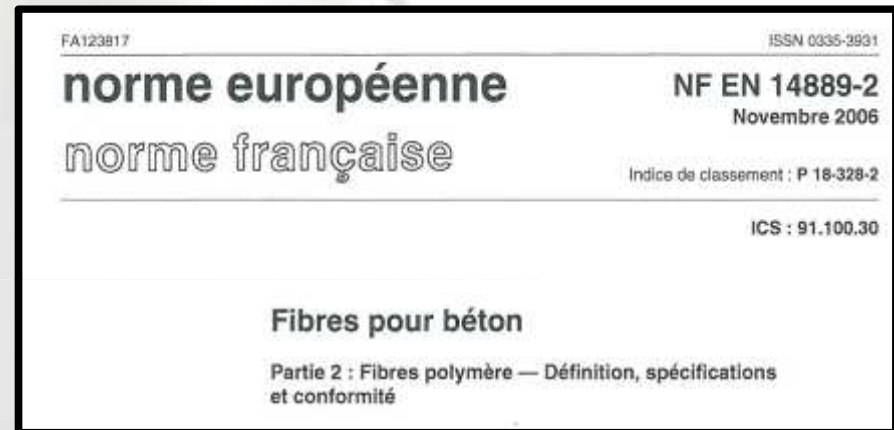 FA123817
ISSN 0335-3931
norme européenne
NF EN 14889-2
Novembre 2006
norme française
Indice de classement : P 18-328-2
ICS : 91.100.30
Fibres pour béton
Partie 2 : Fibres polymère — Définition, spécifications
et conformité